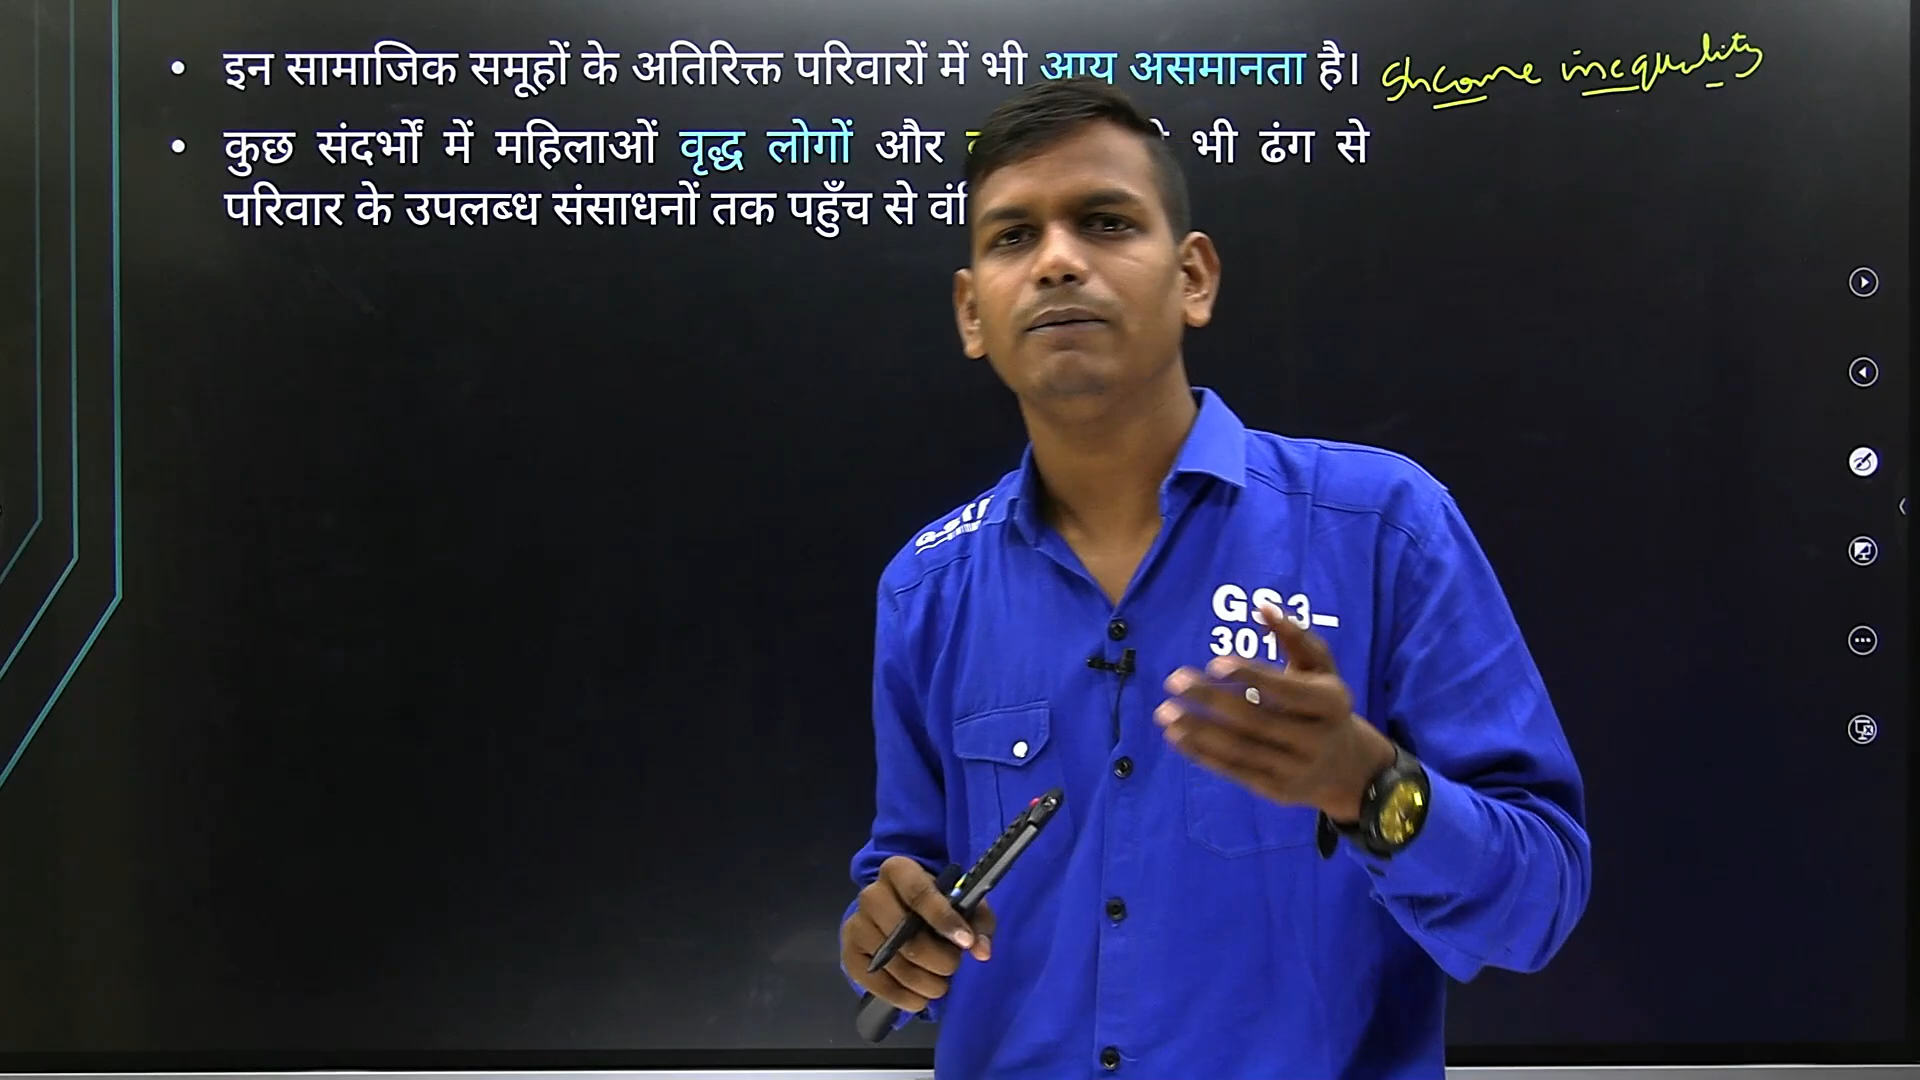 इन सामाजिक समूहों के अतिरिक्त परिवारों में भी आय असमानता है। Income inequality
कुछ संदर्भों में महिलाओं वृद्ध लोगों और भी ढंग से
परिवार के उपलब्ध संसाधनों तक पहुँच से
GS3-
301